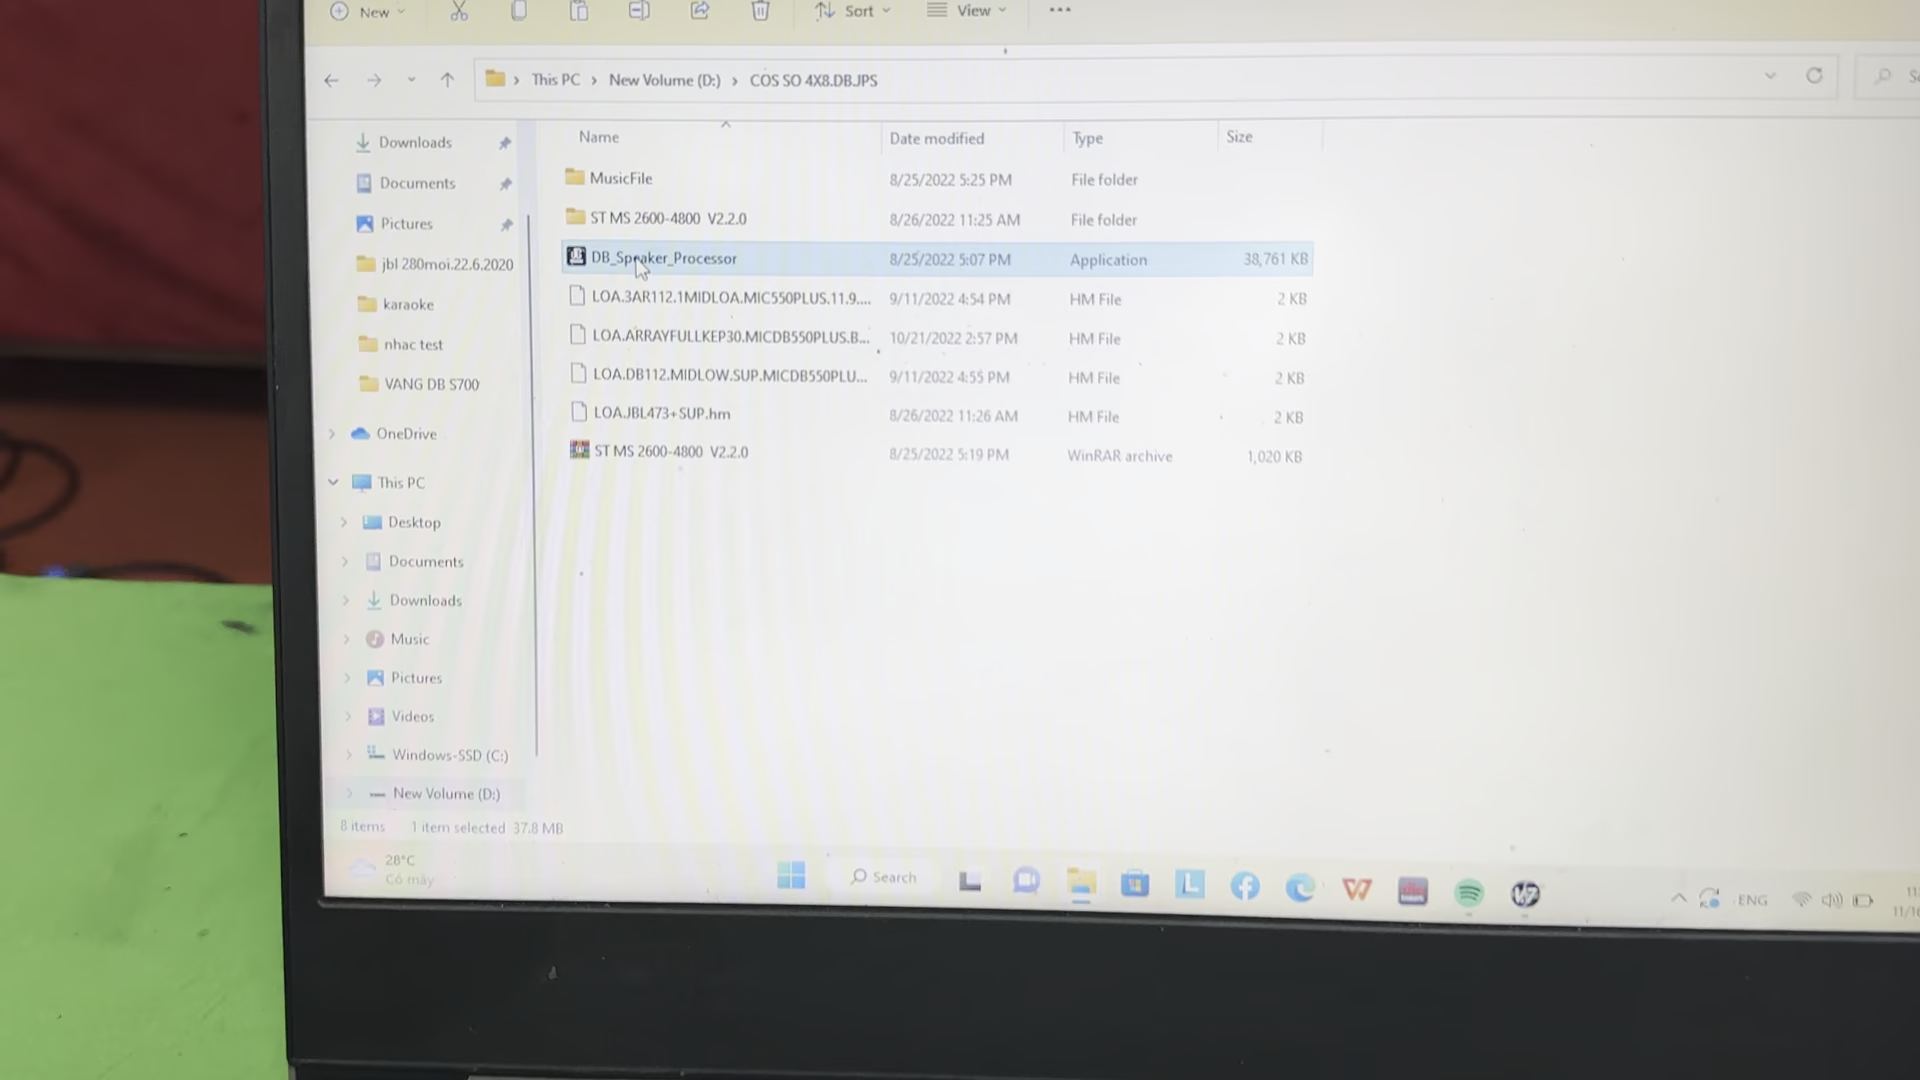 New
Sort
View
This PC > New Volume (D:) > COS SO 4X8.DB.JPS
Name
Date modified
Type
Size
Downloads
Documents
Pictures
jbl 280moi.22.6.2020
karaoke
nhac test
VANG DB S700
OneDrive
This PC
Desktop
Documents
Downloads
Music
Pictures
Videos
Windows-SSD (C:)
New Volume (D:)
MusicFile 8/25/2022 5:25 PM File folder
ST MS 2600-4800 V2.2.0 8/26/2022 11:25 AM File folder
DB_Speaker_Processor 8/25/2022 5:07 PM Application 38,761 KB
LOA.3AR112.1MIDLOA.MIC550PLUS.11.9.... 9/11/2022 4:54 PM HM File 2 KB
LOA.ARRAYFULLKEP30.MICDB550PLUS.B... 10/21/2022 2:57 PM HM File 2 KB
LOA.DB112.MIDLOW.SUP.MICDB550PLU... 9/11/2022 4:55 PM HM File 2 KB
LOA.JBL473+SUP.hm 8/26/2022 11:26 AM HM File 2 KB
ST MS 2600-4800 V2.2.0 8/25/2022 5:19 PM WinRAR archive 1,020 KB
8 items 1 item selected 37.8 MB
28°C
Có mây
Search
ENG